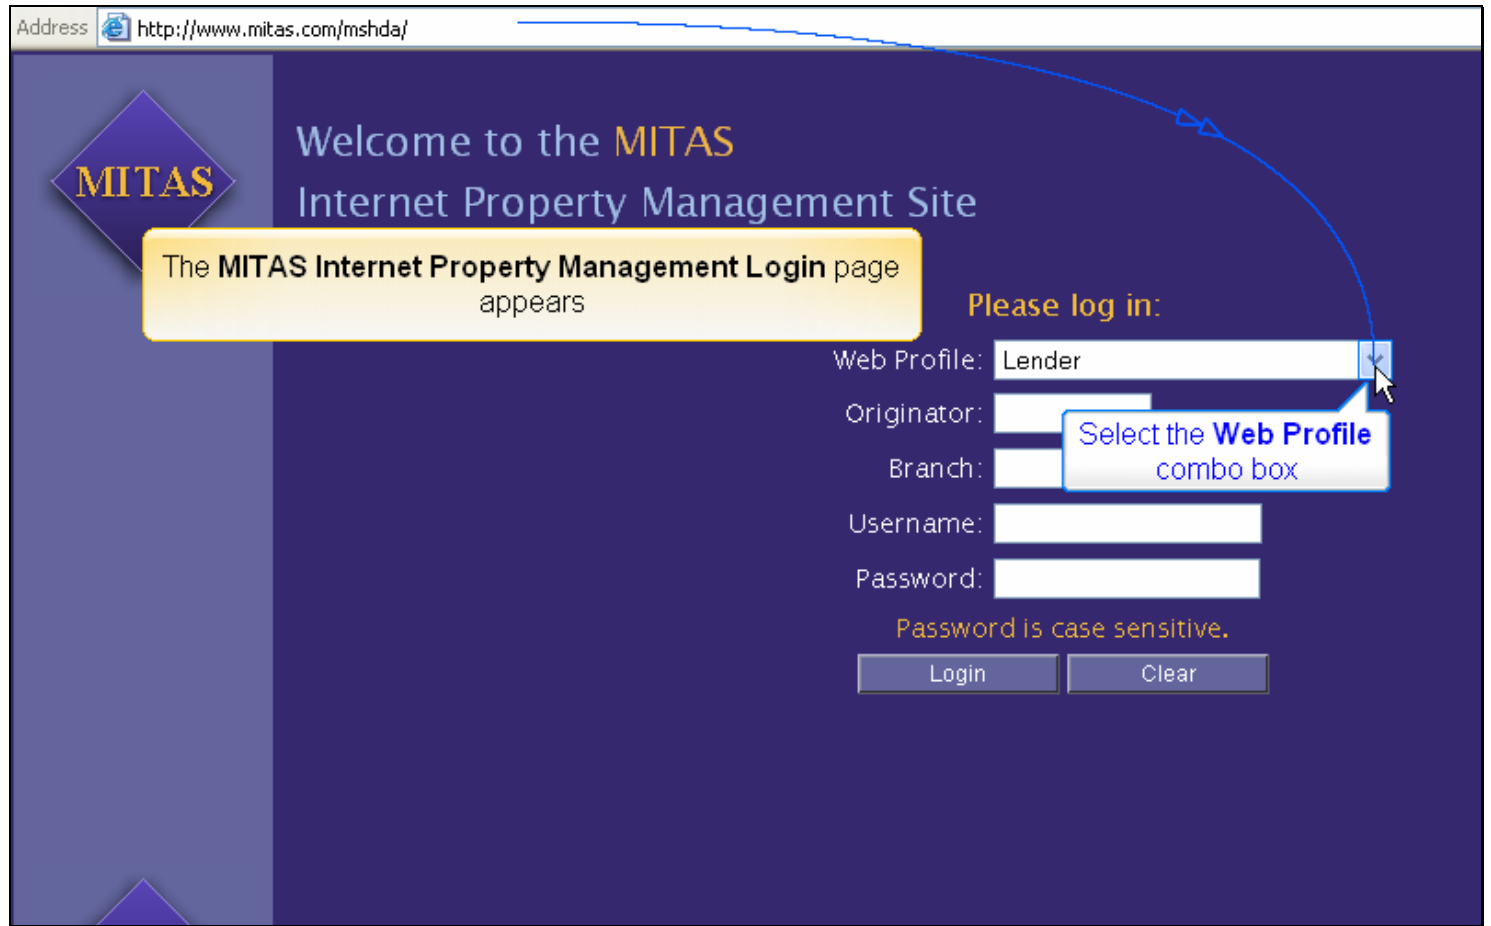 Address http://www.mitas.com/mshda/
MITAS
Welcome to the MITAS
Internet Property Management Site
The MITAS Internet Property Management Login page
appears
Please log in:
Web Profile: Lender
Originator:
Select the Web Profile
combo box
Branch:
Username:
Password:
Password is case sensitive.
Login Clear